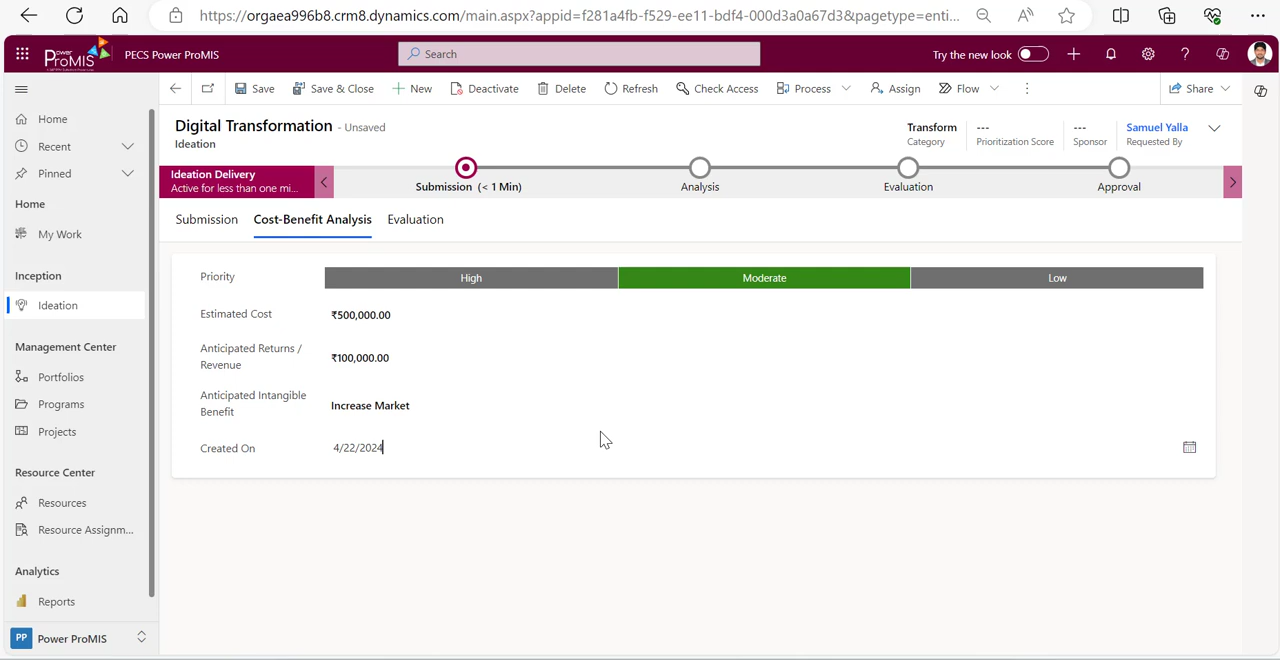 https://orgaea996b8.crm8.dynamics.com/main.aspx?appid=f281a4fb-f529-ee11-bdf4-000d3a0a67d3&pagetype=enti...
Power ProMIS PECS Power ProMIS Search Try the new look
Save Save & Close New Deactivate Delete Refresh Check Access Process Assign Flow Share
Home
Recent
Pinned
Home
My Work
Inception
Ideation
Management Center
Portfolios
Programs
Projects
Resource Center
Resources
Resource Assignm...
Analytics
Reports
PP Power ProMIS
Digital Transformation - Unsaved
Ideation
Transform
Category
---
Prioritization Score
---
Sponsor
Samuel Yalla
Requested By
Ideation Delivery
Active for less than one mi...
Submission (< 1 Min)
Analysis
Evaluation
Approval
Submission Cost-Benefit Analysis Evaluation
Priority High Moderate Low
Estimated Cost ₹500,000.00
Anticipated Returns /
Revenue
₹100,000.00
Anticipated Intangible
Benefit
Increase Market
Created On 4/22/2024